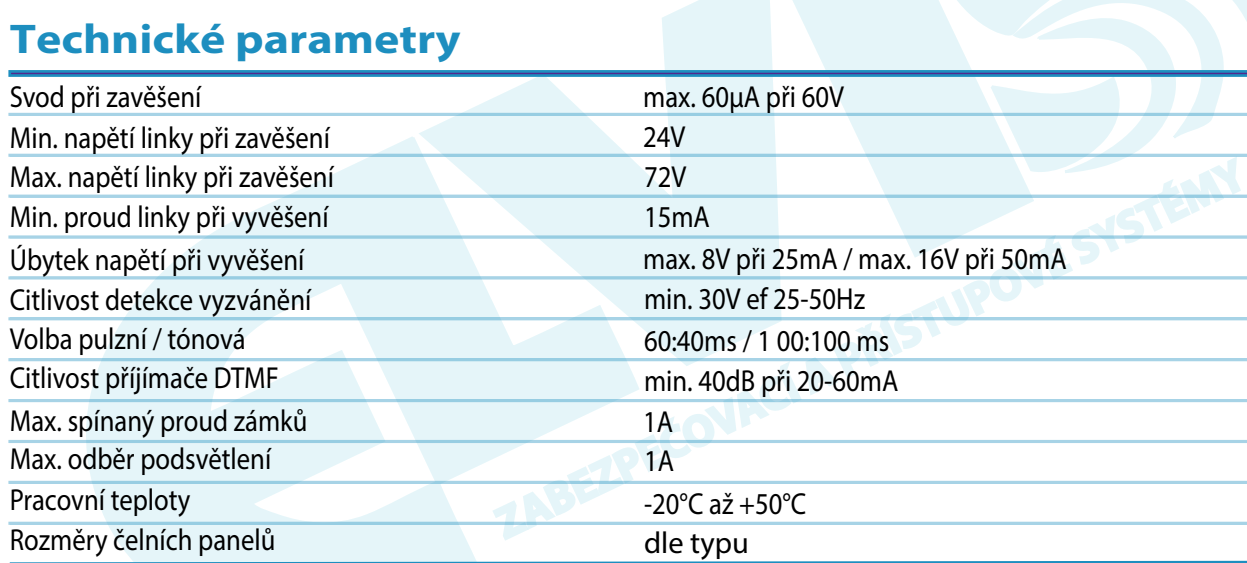 Technické parametry
Svod při zavěšení max. 60µA při 60V
Min. napětí linky při zavěšení 24V
Max. napětí linky při zavěšení 72V
Min. proud linky při vyvěšení 15mA
Úbytek napětí při vyvěšení max. 8V při 25mA / max. 16V při 50mA
Citlivost detekce vyzvánění min. 30V ef 25-50Hz
Volba pulzní / tónová 60:40ms / 1 00:100 ms
Citlivost příjímače DTMF min. 40dB při 20-60mA
Max. spínaný proud zámků 1A
Max. odběr podsvětlení 1A
Pracovní teploty -20°C až +50°C
Rozměry čelních panelů dle typu
ZABEZPEČOVACÍ A PŘÍSTUPOVÁ SYSTÉMY